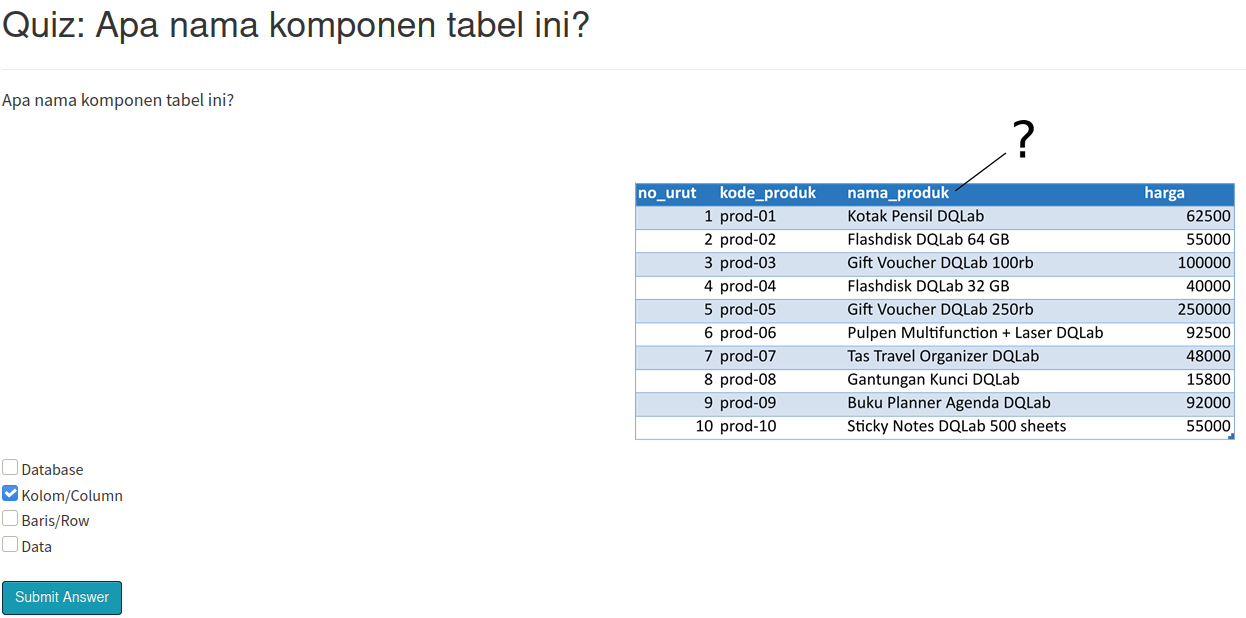 Quiz: Apa nama komponen tabel ini?
Apa nama komponen tabel ini?
?
no_urut kode_produk nama_produk harga
1 prod-01 Kotak Pensil DQLab 62500
2 prod-02 Flashdisk DQLab 64 GB 55000
3 prod-03 Gift Voucher DQLab 100rb 100000
4 prod-04 Flashdisk DQLab 32 GB 40000
5 prod-05 Gift Voucher DQLab 250rb 250000
6 prod-06 Pulpen Multifunction + Laser DQLab 92500
7 prod-07 Tas Travel Organizer DQLab 48000
8 prod-08 Gantungan Kunci DQLab 15800
9 prod-09 Buku Planner Agenda DQLab 92000
10 prod-10 Sticky Notes DQLab 500 sheets 55000
Database
Kolom/Column
Baris/Row
Data
Submit Answer